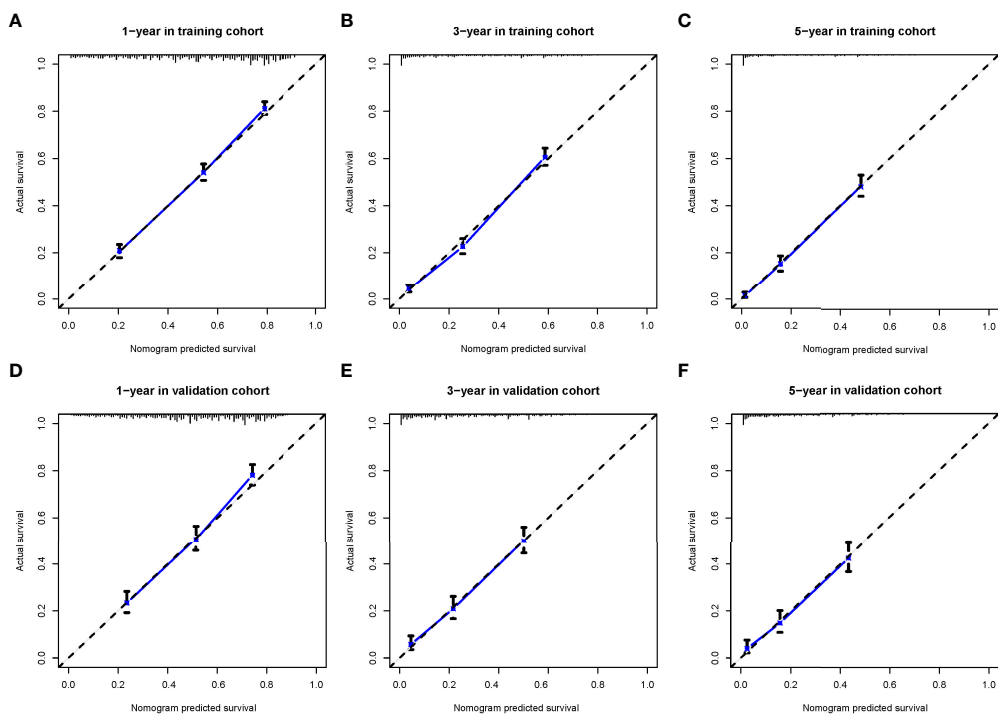 A
B
C
1−year in training cohort
3−year in training cohort
5−year in training cohort
1.0
0.8
0.6
0.4
0.2
0.0
Actual survival
0.0 0.2 0.4 0.6 0.8 1.0
Nomogram predicted survival
1.0
0.8
0.6
0.4
0.2
0.0
Actual survival
0.0 0.2 0.4 0.6 0.8 1.0
Nomogram predicted survival
1.0
0.8
0.6
0.4
0.2
0.0
Actual survival
0.0 0.2 0.4 0.6 0.8 1.0
Nomogram predicted survival
D
E
F
1−year in validation cohort
3−year in validation cohort
5−year in validation cohort
1.0
0.8
0.6
0.4
0.2
0.0
Actual survival
0.0 0.2 0.4 0.6 0.8 1.0
Nomogram predicted survival
1.0
0.8
0.6
0.4
0.2
0.0
Actual survival
0.0 0.2 0.4 0.6 0.8 1.0
Nomogram predicted survival
1.0
0.8
0.6
0.4
0.2
0.0
Actual survival
0.0 0.2 0.4 0.6 0.8 1.0
Nomogram predicted survival